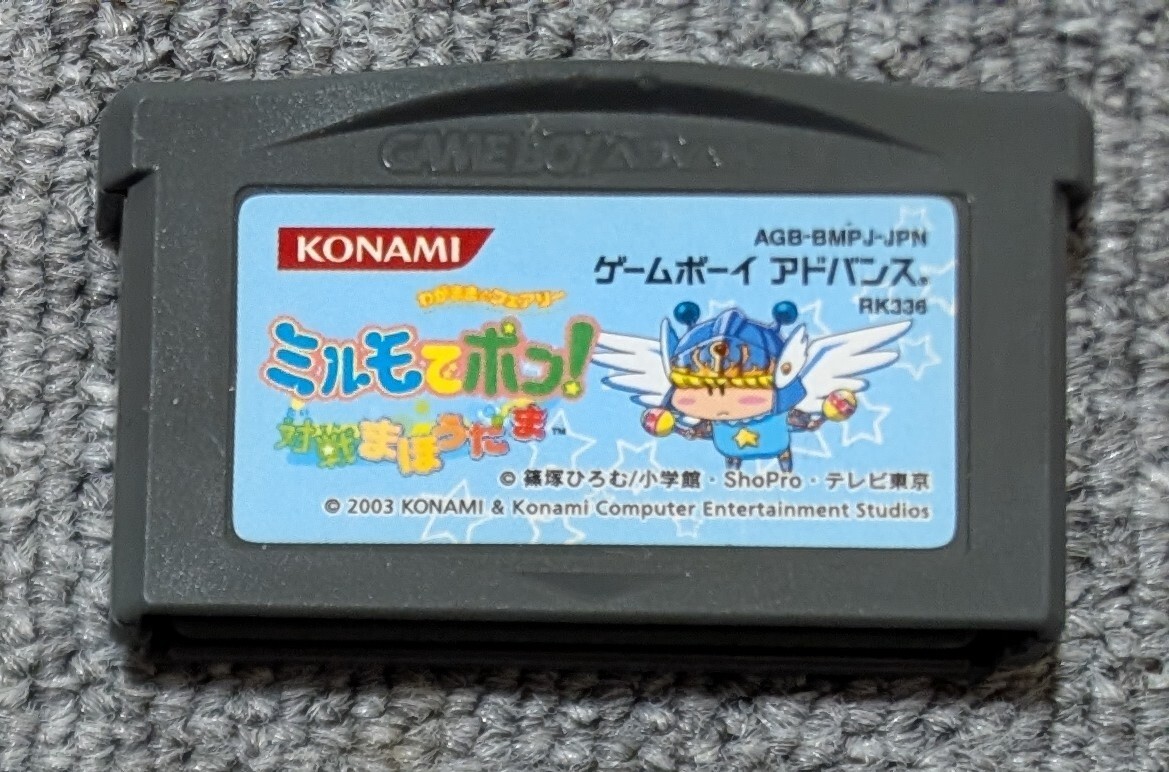 GAME BOY ADVANCE
KONAMI
AGB-BMPJ-JPN
ゲームボーイ アドバンス®
RK336
わがまま☆フェアリー
ミルモでポン!
対戦まほうだま™
© 篠塚ひろむ/小学館・ShoPro・テレビ東京
© 2003 KONAMI & Konami Computer Entertainment Studios